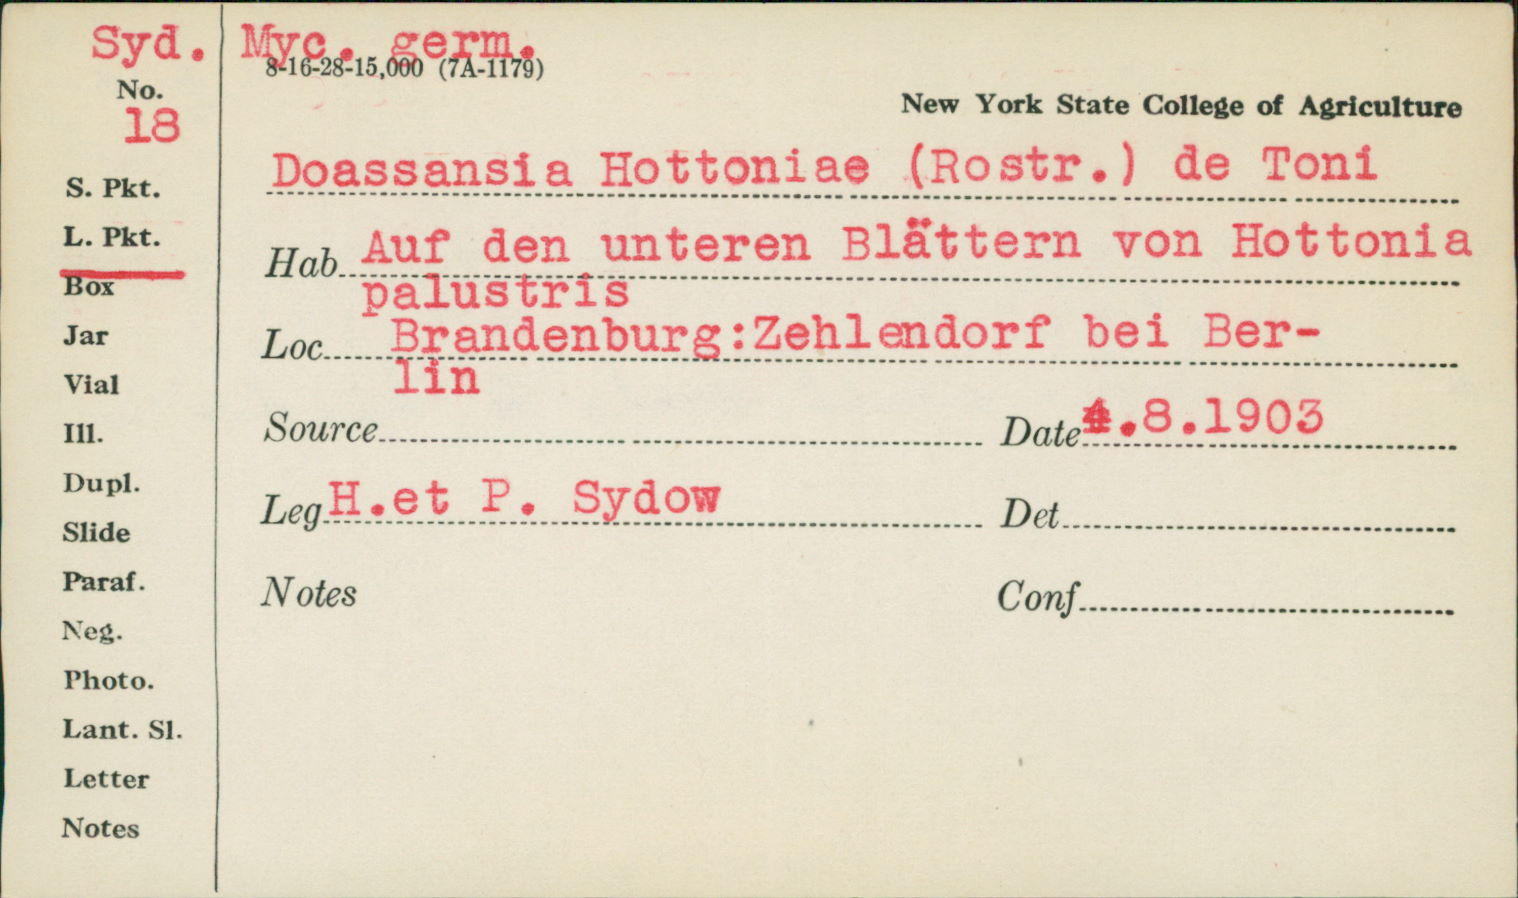 Syd. Myc. germ.
8-16-28-15,000 (7A-1179)
No.
18
New York State College of Agriculture
Doassansia Hottoniae (Rostr.) de Toni
S. Pkt.
L. Pkt.
Hab. Auf den unteren Blättern von Hottonia
palustris
Box
Jar
Loc. Brandenburg:Zehlendorf bei Ber-
lin
Vial
Ill.
Source Date 4.8.1903
Dupl.
Leg H.et P. Sydow Det.
Slide
Paraf.
Notes Conf.
Neg.
Photo.
Lant. Sl.
Letter
Notes